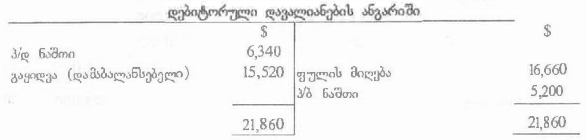 დებიტორული დავალიანების ანგარიში
$ $
პ/დ ნაშთი 6,340
გაყიდვა (დამაბალანსებელი) 15,520 ფულის მიღება 16,660
პ/ბ ნაშთი 5,200
21,860 21,860